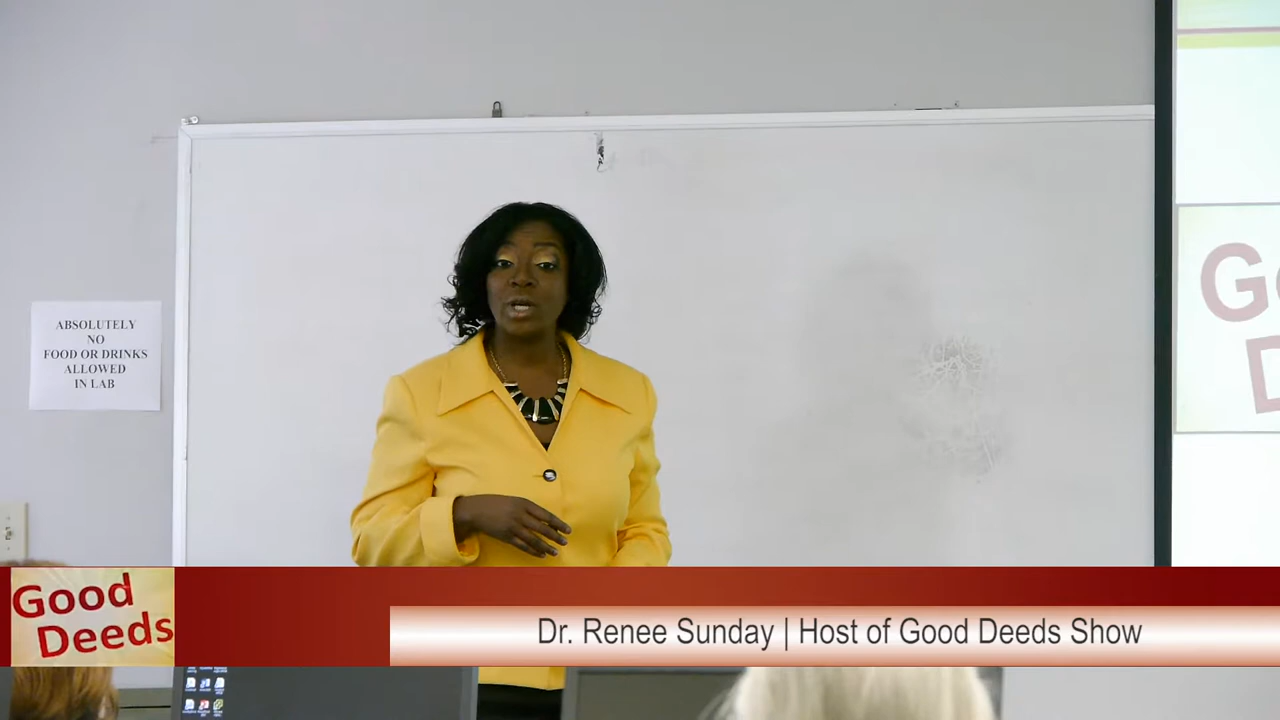 ABSOLUTELY
NO
FOOD OR DRINKS
ALLOWED
IN LAB
Good
Deeds
Dr. Renee Sunday | Host of Good Deeds Show